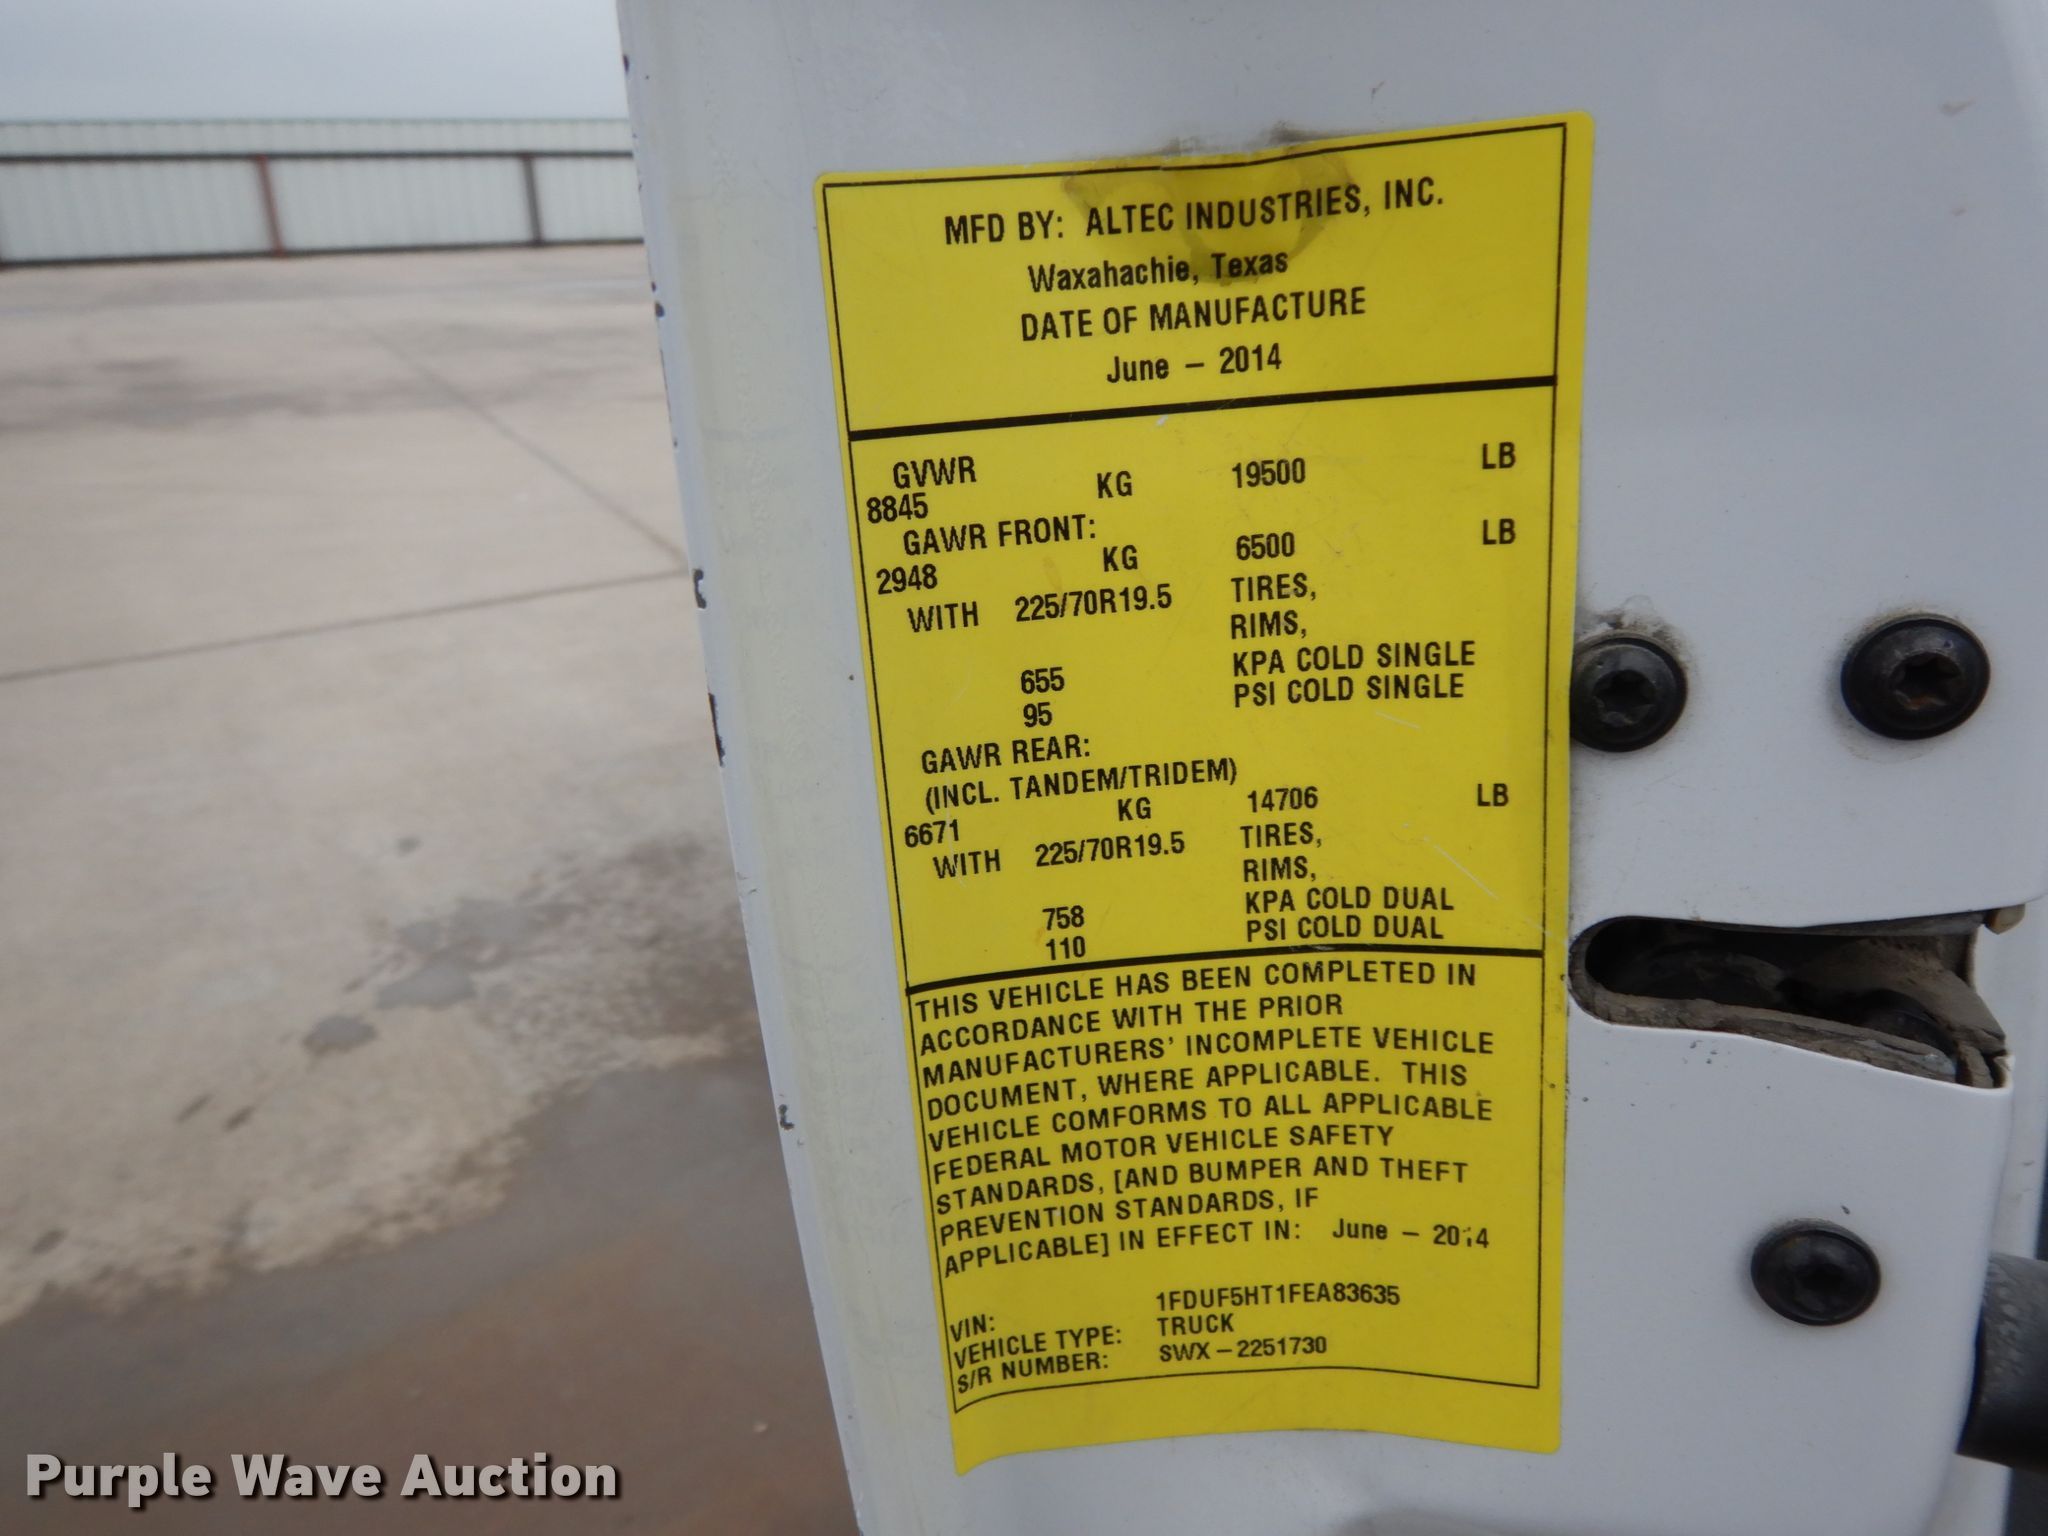 MFD BY: ALTEC INDUSTRIES, INC.
Waxahachie, Texas
DATE OF MANUFACTURE
June – 2014
GVWR
8845 KG 19500 LB
GAWR FRONT:
2948 KG 6500 LB
WITH 225/70R19.5 TIRES,
RIMS,
655 KPA COLD SINGLE
95 PSI COLD SINGLE
GAWR REAR:
(INCL. TANDEM/TRIDEM)
6671 KG 14706 LB
WITH 225/70R19.5 TIRES,
RIMS,
758 KPA COLD DUAL
110 PSI COLD DUAL
THIS VEHICLE HAS BEEN COMPLETED IN
ACCORDANCE WITH THE PRIOR
MANUFACTURERS' INCOMPLETE VEHICLE
DOCUMENT, WHERE APPLICABLE. THIS
VEHICLE COMFORMS TO ALL APPLICABLE
FEDERAL MOTOR VEHICLE SAFETY
STANDARDS, [AND BUMPER AND THEFT
PREVENTION STANDARDS, IF
APPLICABLE] IN EFFECT IN: June – 2014
VIN: 1FDUF5HT1FEA83635
VEHICLE TYPE: TRUCK
S/R NUMBER: SWX – 2251730
Purple Wave Auction